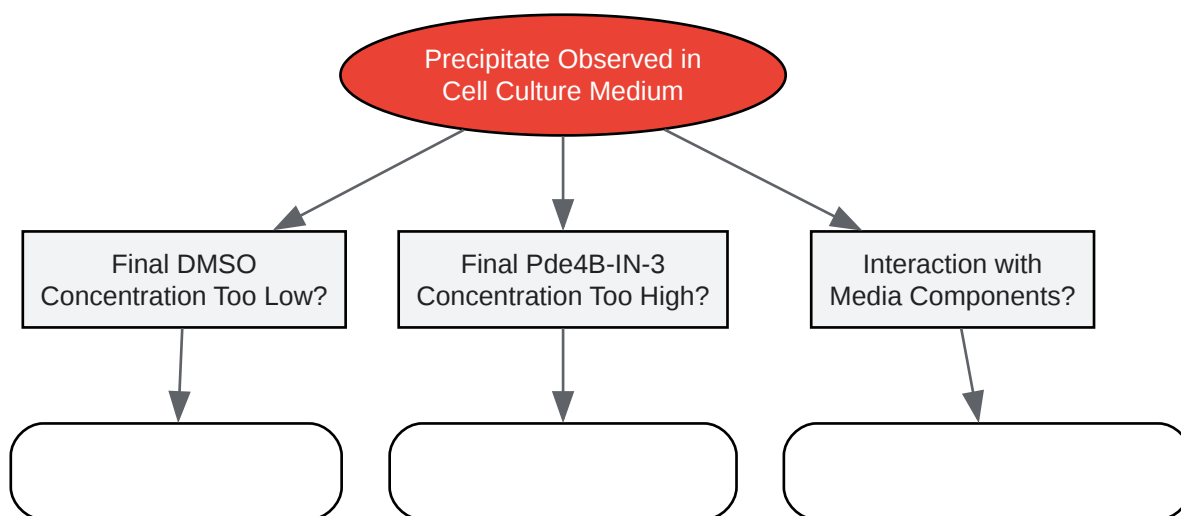 Precipitate Observed in
Cell Culture Medium
Final DMSO
Concentration Too Low?
Final Pde4B-IN-3
Concentration Too High?
Interaction with
Media Components?